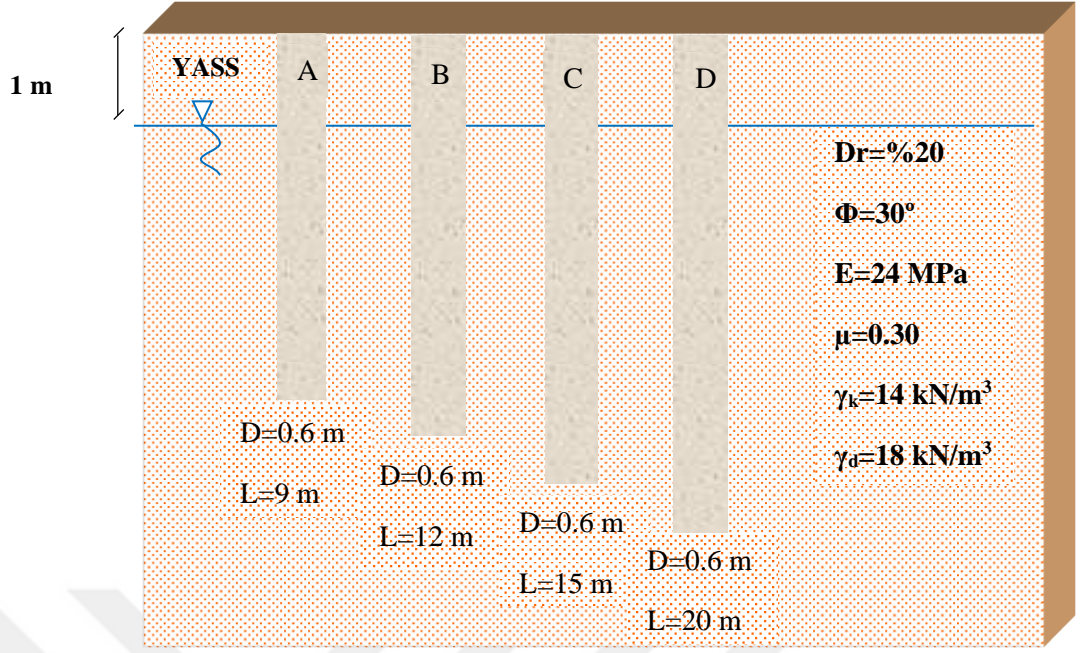 1 m
YASS
A
B
C
D
Dr=%20
Φ=30º
E=24 MPa
μ=0.30
γk=14 kN/m³
γd=18 kN/m³
D=0.6 m
L=9 m
D=0.6 m
L=12 m
D=0.6 m
L=15 m
D=0.6 m
L=20 m